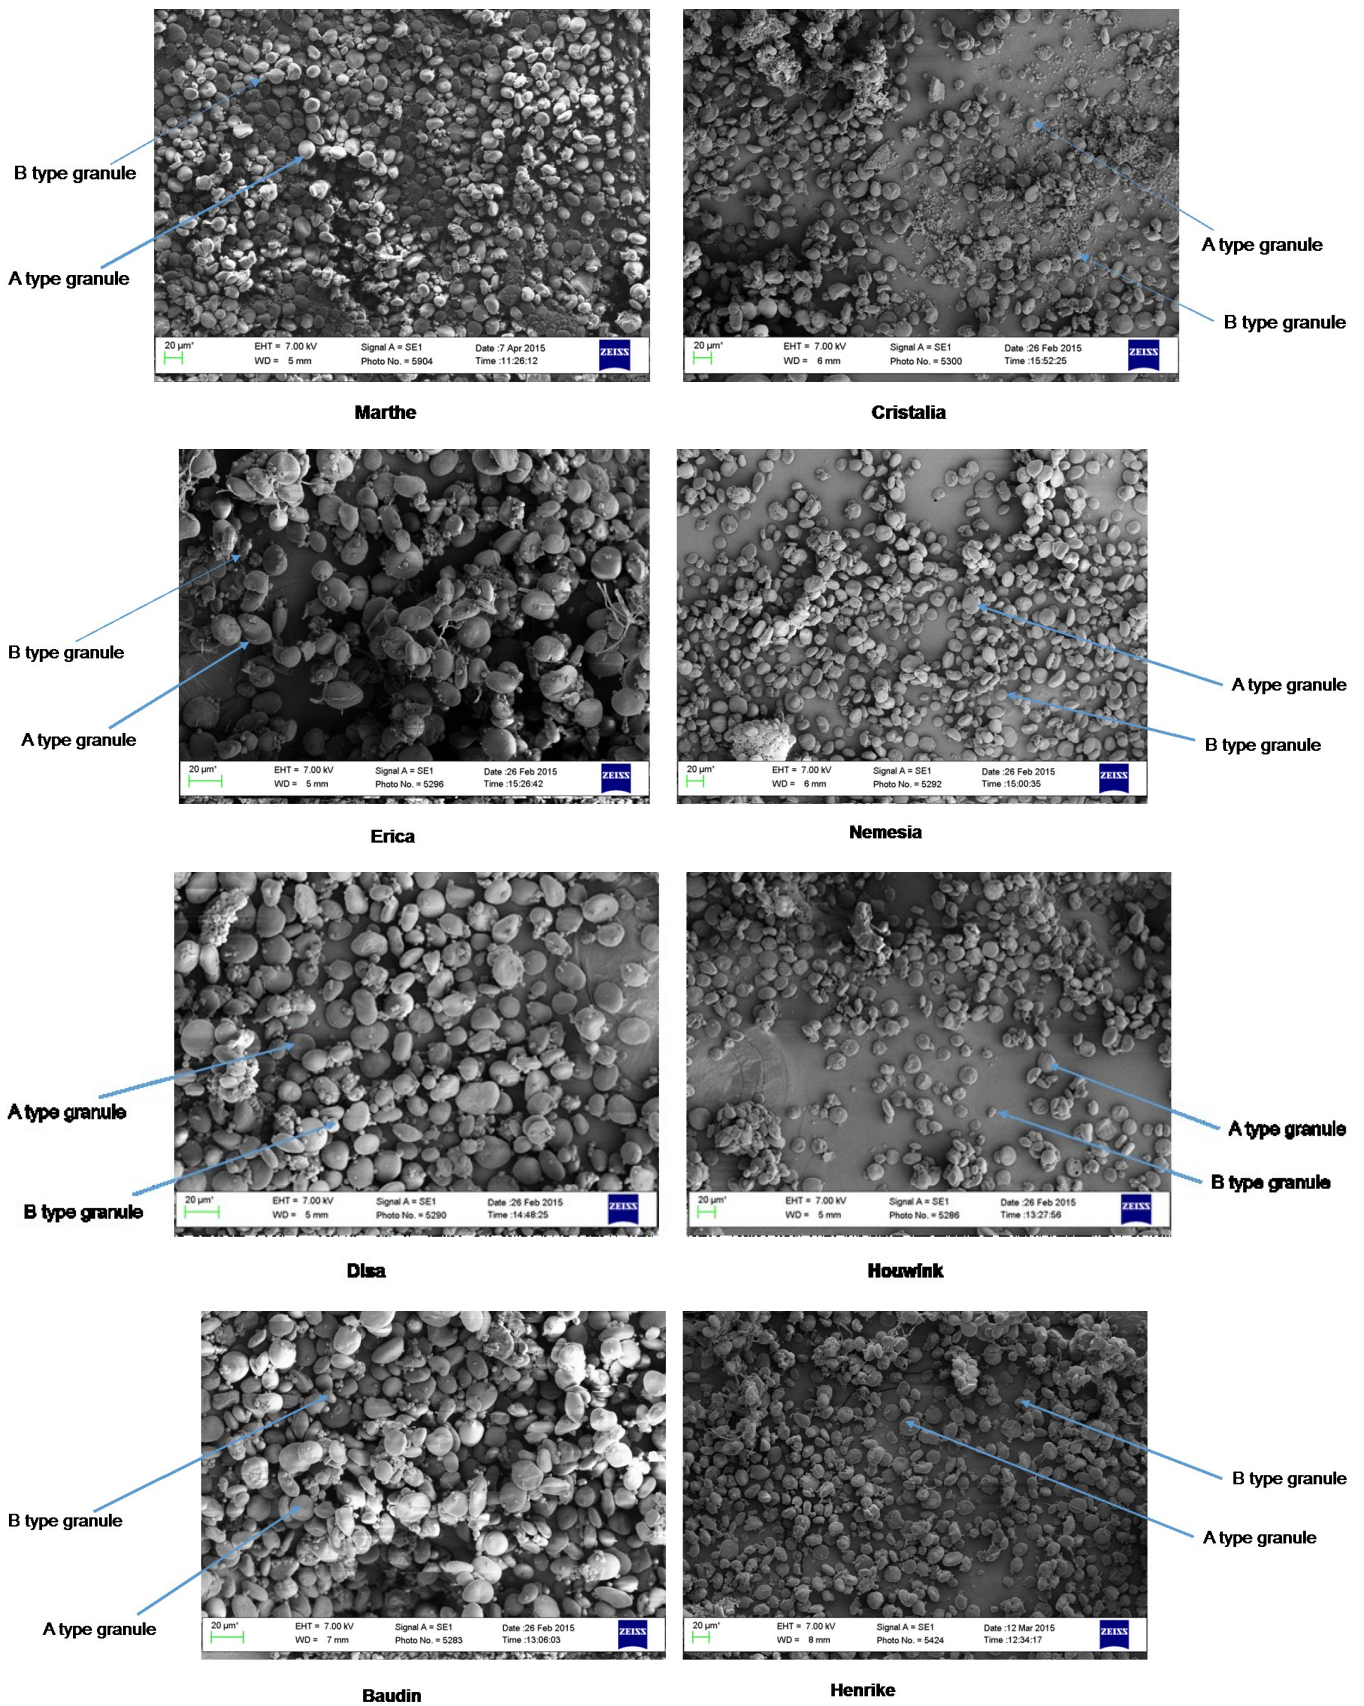 B type granule
A type granule
20 µm*
EHT = 7.00 kV
WD = 5 mm
Signal A = SE1
Photo No. = 5904
Date :7 Apr 2015
Time :11:26:12
ZEISS
Marthe
A type granule
B type granule
20 µm*
EHT = 7.00 kV
WD = 6 mm
Signal A = SE1
Photo No. = 5300
Date :26 Feb 2015
Time :15:52:25
ZEISS
Cristalia
B type granule
A type granule
20 µm*
EHT = 7.00 kV
WD = 5 mm
Signal A = SE1
Photo No. = 5296
Date :26 Feb 2015
Time :15:26:42
ZEISS
Erica
A type granule
B type granule
20 µm*
EHT = 7.00 kV
WD = 6 mm
Signal A = SE1
Photo No. = 5292
Date :26 Feb 2015
Time :15:00:35
ZEISS
Nemesia
A type granule
B type granule
20 µm*
EHT = 7.00 kV
WD = 5 mm
Signal A = SE1
Photo No. = 5290
Date :26 Feb 2015
Time :14:48:25
ZEISS
Disa
A type granule
B type granule
20 µm*
EHT = 7.00 kV
WD = 5 mm
Signal A = SE1
Photo No. = 5286
Date :26 Feb 2015
Time :13:27:56
ZEISS
Houwink
B type granule
A type granule
20 µm*
EHT = 7.00 kV
WD = 7 mm
Signal A = SE1
Photo No. = 5283
Date :26 Feb 2015
Time :13:06:03
ZEISS
Baudin
B type granule
A type granule
20 µm*
EHT = 7.00 kV
WD = 8 mm
Signal A = SE1
Photo No. = 5424
Date :12 Mar 2015
Time :12:34:17
ZEISS
Henrike